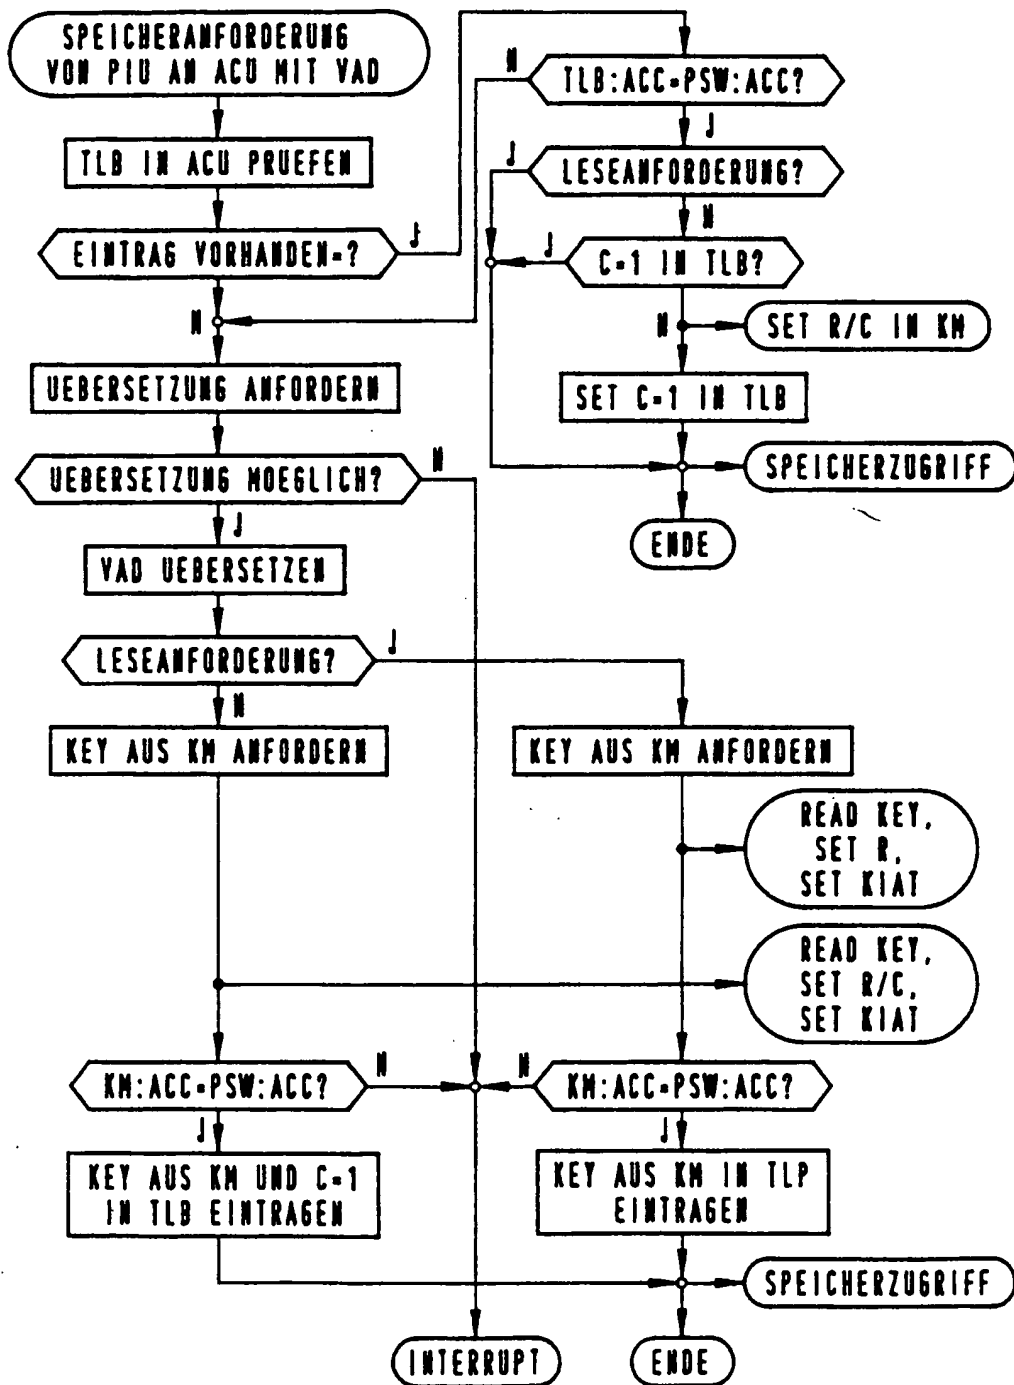 SPEICHERANFORDERUNG
VON PIU AN ACU MIT VAD
TLB IN ACU PRUEFEN
EINTRAG VORHANDEN=?
J
N
UEBERSETZUNG ANFORDERN
UEBERSETZUNG MOEGLICH?
N
J
VAD UEBERSETZEN
LESEANFORDERUNG?
J
N
KEY AUS KM ANFORDERN
KM:ACC=PSW:ACC?
N
J
KEY AUS KM UND C=1
IN TLB EINTRAGEN
INTERRUPT
TLB:ACC=PSW:ACC?
N
J
LESEANFORDERUNG?
J
N
C=1 IN TLB?
J
N
SET R/C IN KM
SET C=1 IN TLB
SPEICHERZUGRIFF
ENDE
KEY AUS KM ANFORDERN
READ KEY,
SET R,
SET KIAT
READ KEY,
SET R/C,
SET KIAT
KM:ACC=PSW:ACC?
N
J
KEY AUS KM IN TLP
EINTRAGEN
SPEICHERZUGRIFF
ENDE